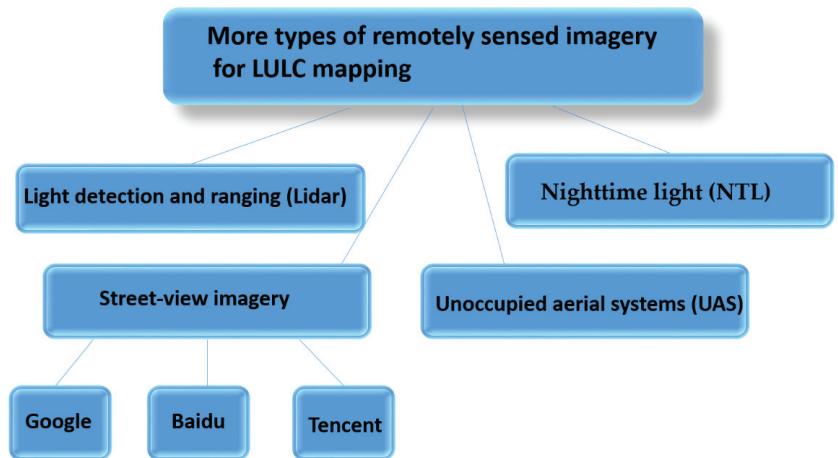 More types of remotely sensed imagery
for LULC mapping
Light detection and ranging (Lidar)
Nighttime light (NTL)
Street-view imagery
Unoccupied aerial systems (UAS)
Google
Baidu
Tencent